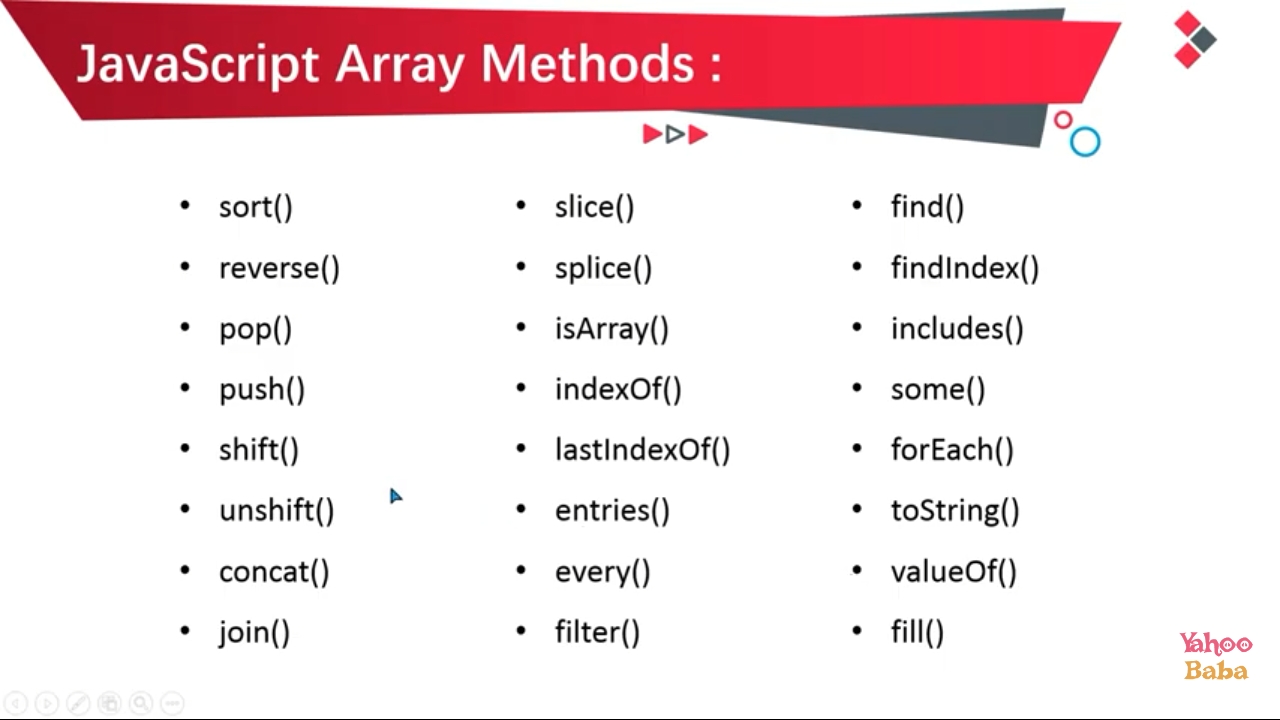 JavaScript Array Methods :
• sort()
• reverse()
• pop()
• push()
• shift()
• unshift()
• concat()
• join()
• slice()
• splice()
• isArray()
• indexOf()
• lastIndexOf()
• entries()
• every()
• filter()
• find()
• findIndex()
• includes()
• some()
• forEach()
• toString()
• valueOf()
• fill()
Yahoo
Baba